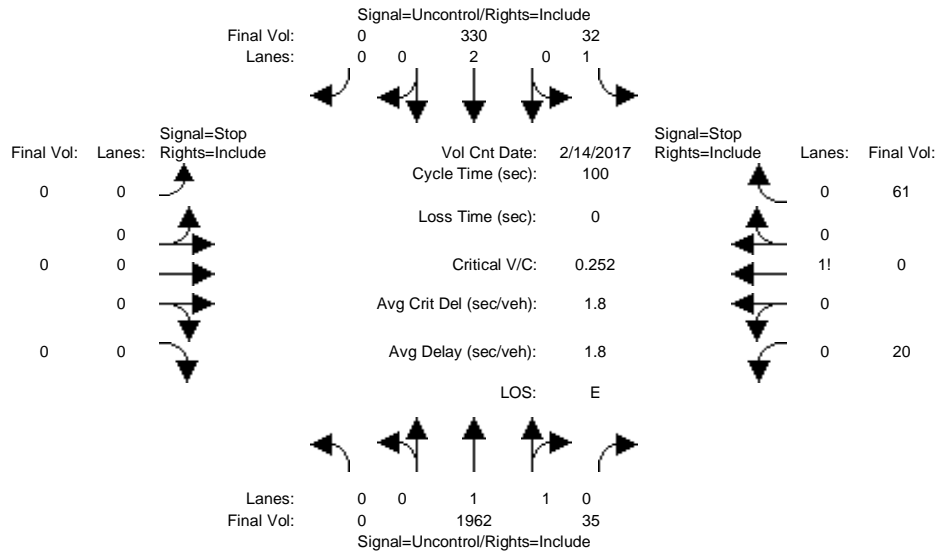 Signal=Uncontrol/Rights=Include
Final Vol: 0 330 32
Lanes: 0 0 2 0 1
Signal=Stop Signal=Stop
Final Vol: Lanes: Rights=Include Vol Cnt Date: 2/14/2017 Rights=Include Lanes: Final Vol:
Cycle Time (sec): 100
0 0 0 61
Loss Time (sec): 0
0 0
0 0 Critical V/C: 0.252 1! 0
0 Avg Crit Del (sec/veh): 1.8 0
0 0 Avg Delay (sec/veh): 1.8 0 20
LOS: E
Lanes: 0 0 1 1 0
Final Vol: 0 1962 35
Signal=Uncontrol/Rights=Include